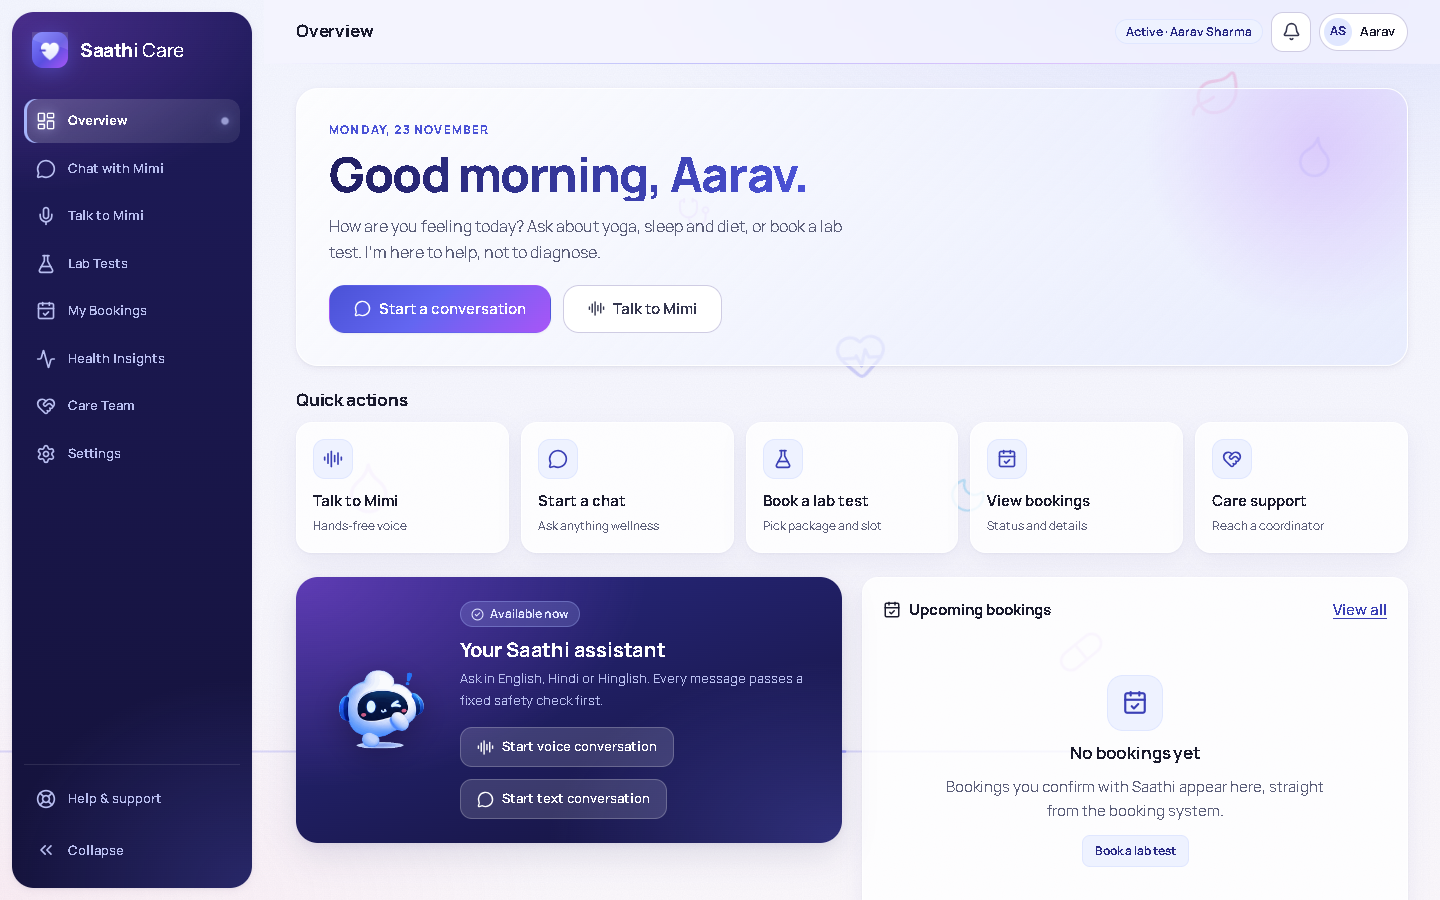 Saathi Care
Overview
Chat with Mimi
Talk to Mimi
Lab Tests
My Bookings
Health Insights
Care Team
Settings
Help & support
Collapse
Overview
Active · Aarav Sharma
AS
Aarav
MONDAY, 23 NOVEMBER
Good morning, Aarav.
How are you feeling today? Ask about yoga, sleep and diet, or book a lab
test. I'm here to help, not to diagnose.
Start a conversation
Talk to Mimi
Quick actions
Talk to Mimi
Hands-free voice
Start a chat
Ask anything wellness
Book a lab test
Pick package and slot
View bookings
Status and details
Care support
Reach a coordinator
Available now
Your Saathi assistant
Ask in English, Hindi or Hinglish. Every message passes a
fixed safety check first.
Start voice conversation
Start text conversation
Upcoming bookings
View all
No bookings yet
Bookings you confirm with Saathi appear here, straight
from the booking system.
Book a lab test